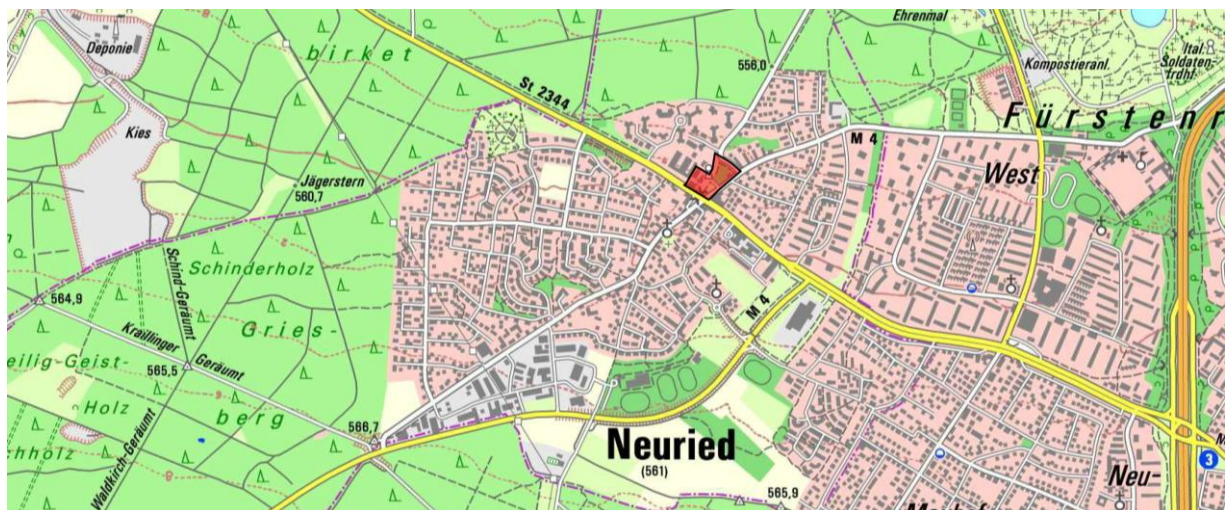 Deponie
birket
Ehrenmal
Ital.
Soldaten-
frdhf.
Kompostieranl.
556,0
St 2344
Fürstenr
Kies
M 4
West
Jägerstern
560,7
Schinderholz
Schind-Geräumt
564,9
Gries-
M 4
Kraillinger Geräumt
eilig-Geist-
565,5
Holz
berg
Waldkirch-Geräumt
566,7
chholz
Neuried
(561)
565,9
3
Neu-